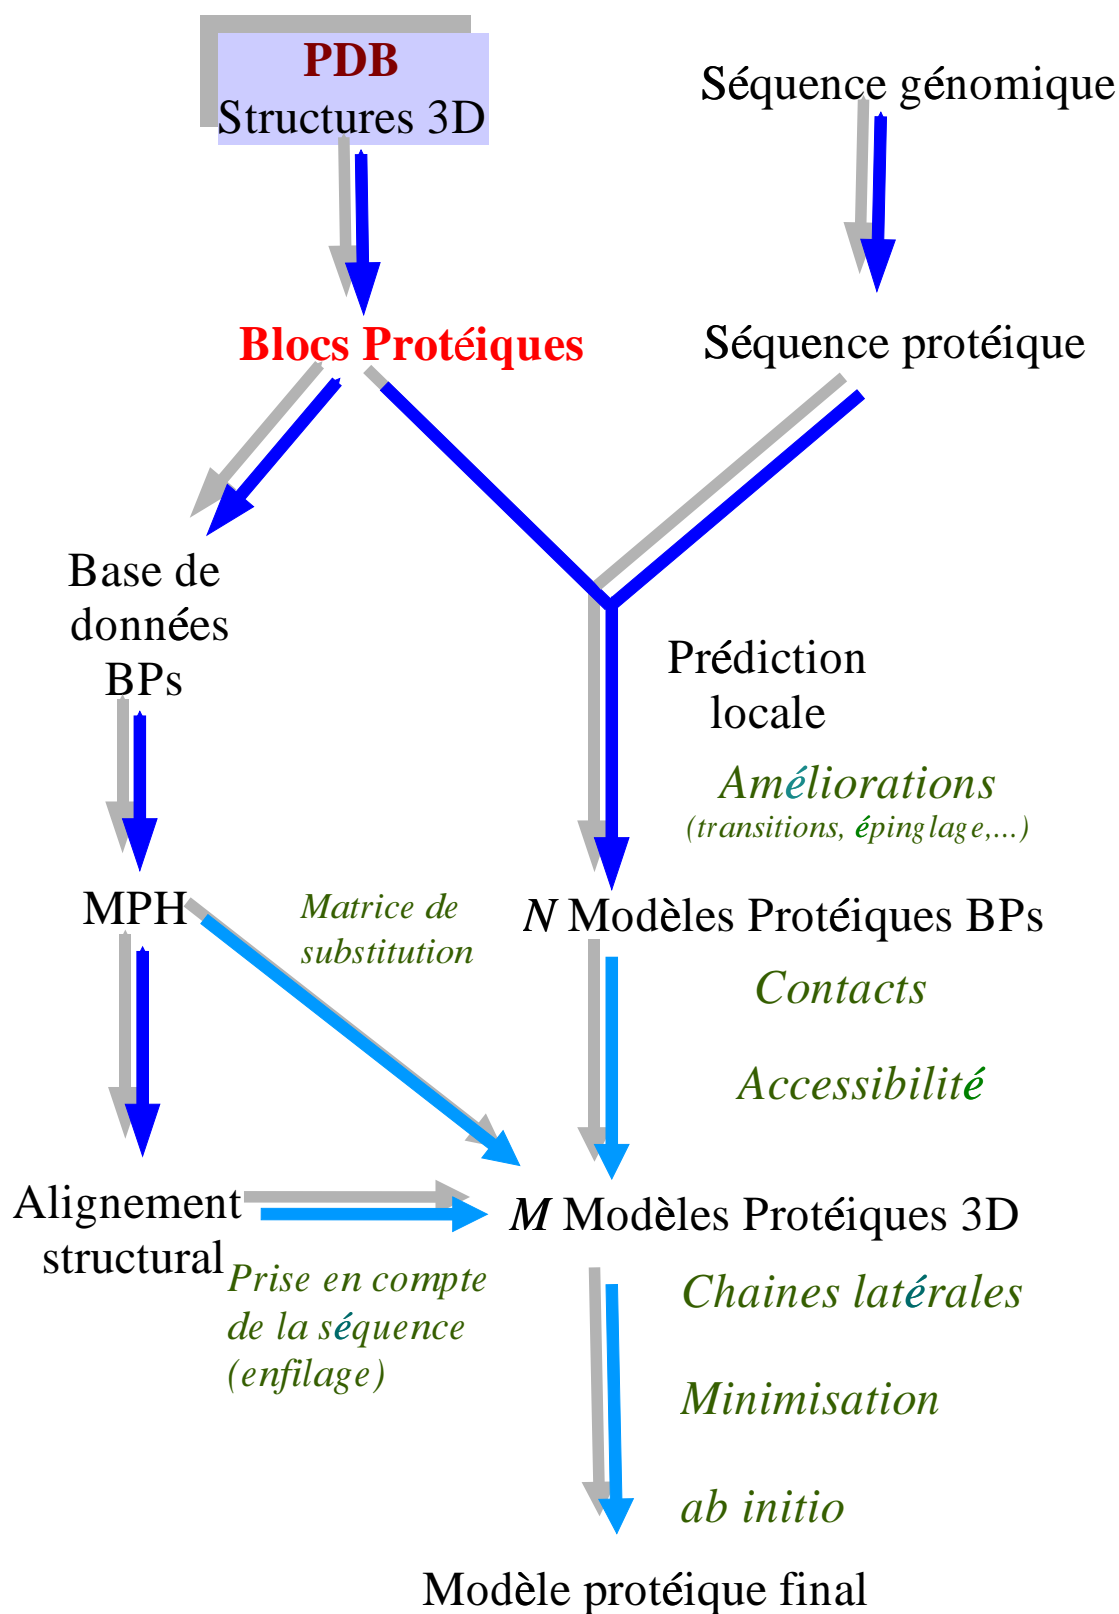 PDB
Structures 3D
Séquence génomique
Blocs Protéiques
Séquence protéique
Base de
données
BPs
Prédiction
locale
Améliorations
(transitions, épinglage,...)
MPH
Matrice de
substitution
N Modèles Protéiques BPs
Contacts
Accessibilité
Alignement
structural
M Modèles Protéiques 3D
Prise en compte
de la séquence
(enfilage)
Chaines latérales
Minimisation
ab initio
Modèle protéique final